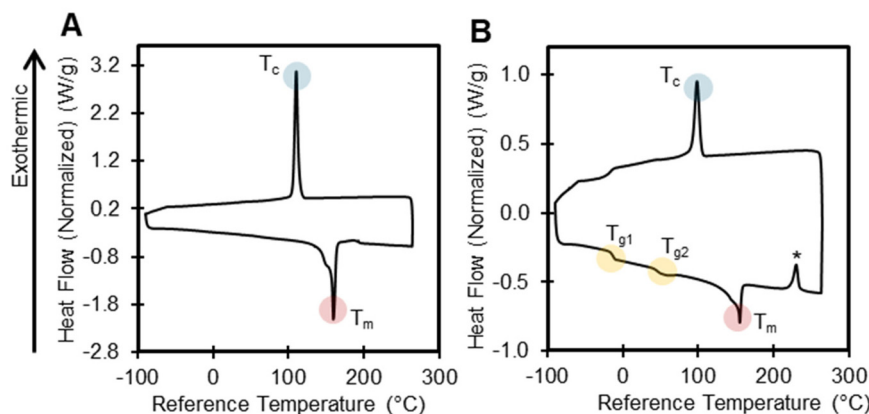 A
Exothermic
Heat Flow (Normalized) (W/g)
3.2
2.2
1.2
0.2
-0.8
-1.8
-2.8
Tc
Tm
-100 0 100 200 300
Reference Temperature (°C)
B
Heat Flow (Normalized) (W/g)
1.0
0.5
0.0
-0.5
-1.0
Tc
Tg1
Tg2
*
Tm
-100 0 100 200 300
Reference Temperature (°C)